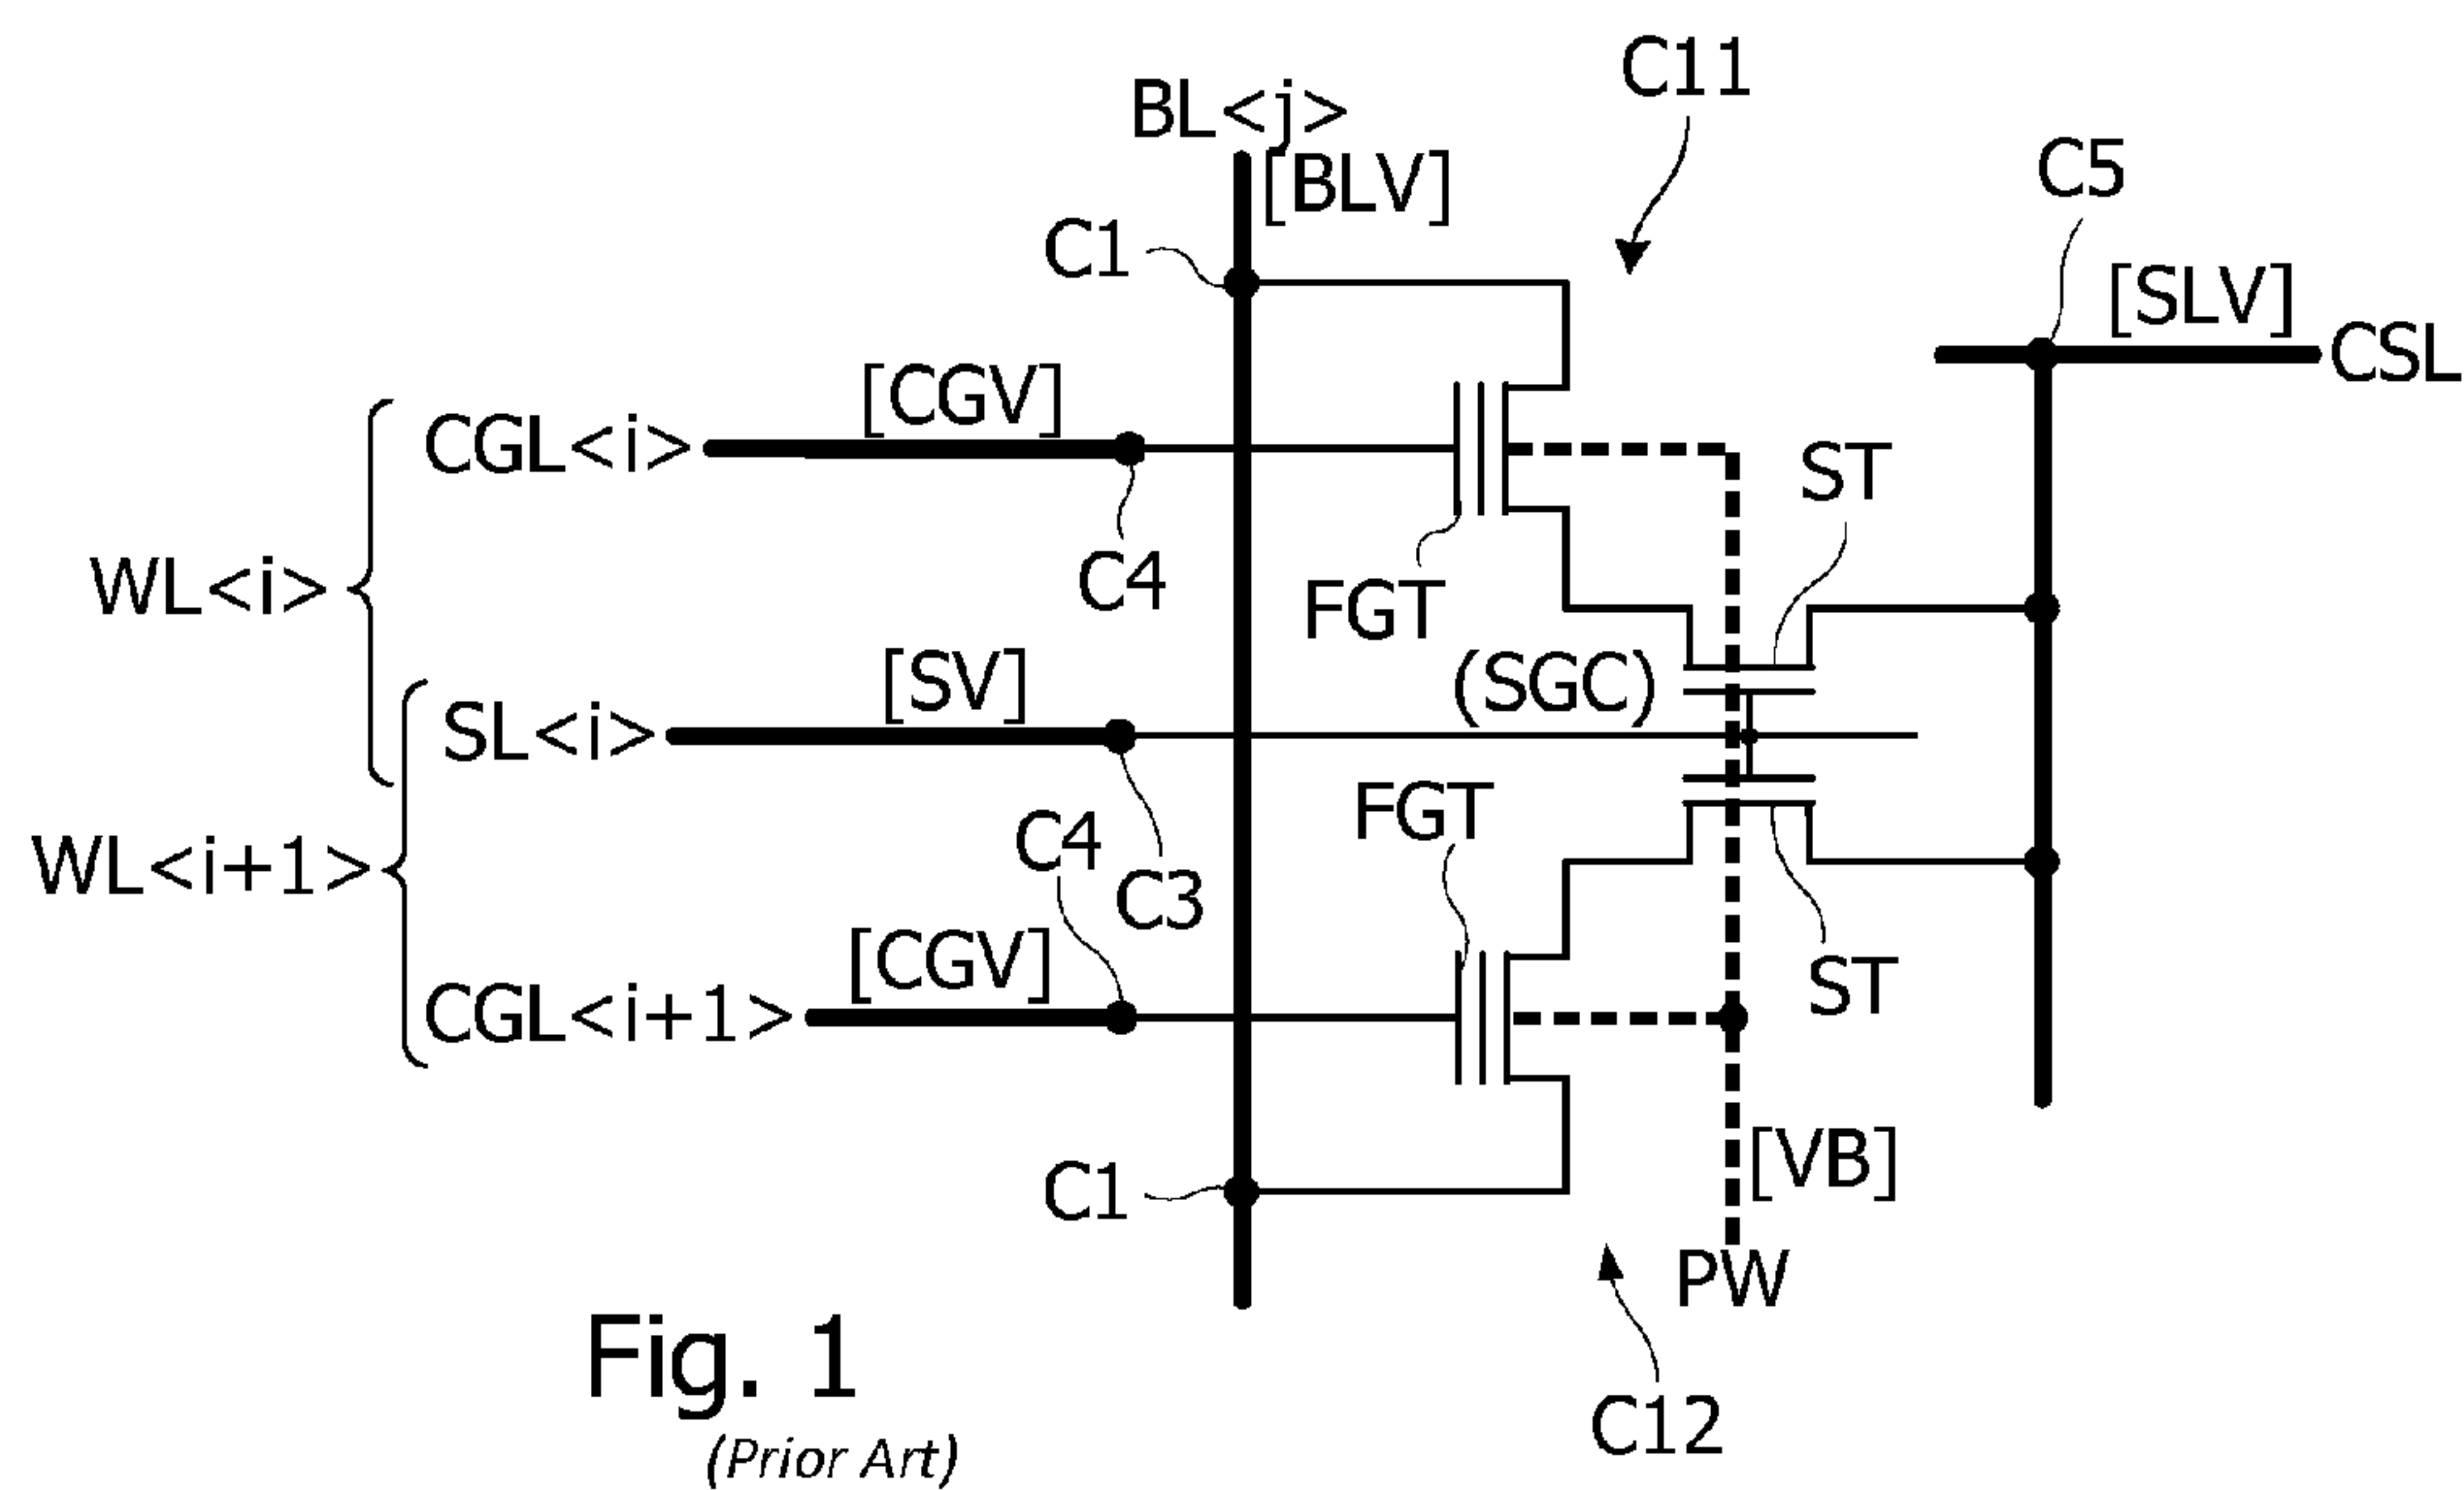 C11
BL<j>
[BLV]
C5
C1
[SLV]
CSL
[CGV]
CGL<i>
ST
C4
WL<i>
FGT
[SV]
(SGC)
SL<i>
FGT
C4
WL<i+1>
C3
[CGV]
ST
CGL<i+1>
[VB]
C1
PW
Fig. 1
C12
(Prior Art)